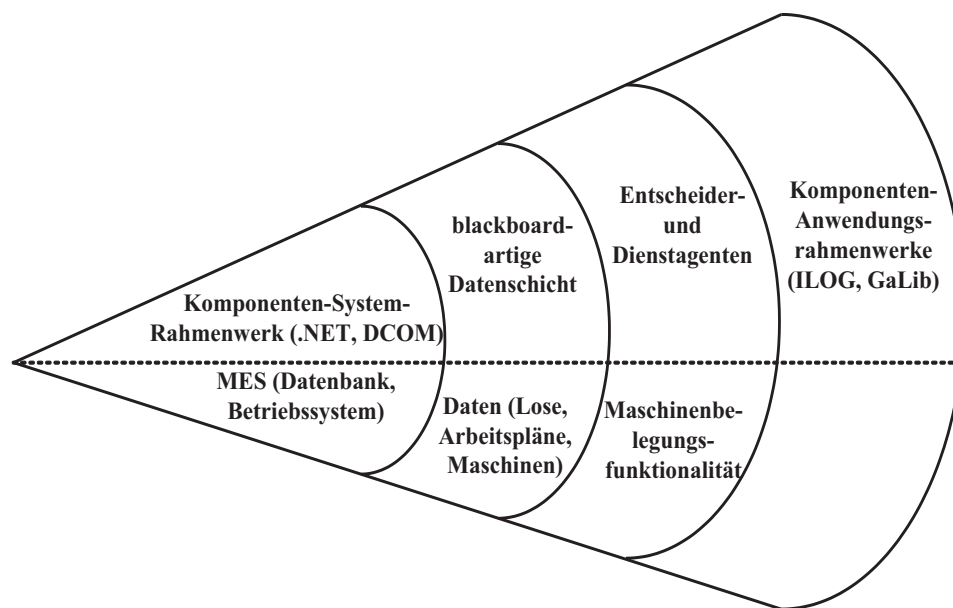 Komponenten-System-
Rahmenwerk (.NET, DCOM)
blackboard-
artige
Datenschicht
Entscheider-
und
Dienstagenten
Komponenten-
Anwendungs-
rahmenwerke
(ILOG, GaLib)
MES (Datenbank,
Betriebssystem)
Daten (Lose,
Arbeitspläne,
Maschinen)
Maschinenbe-
legungs-
funktionalität